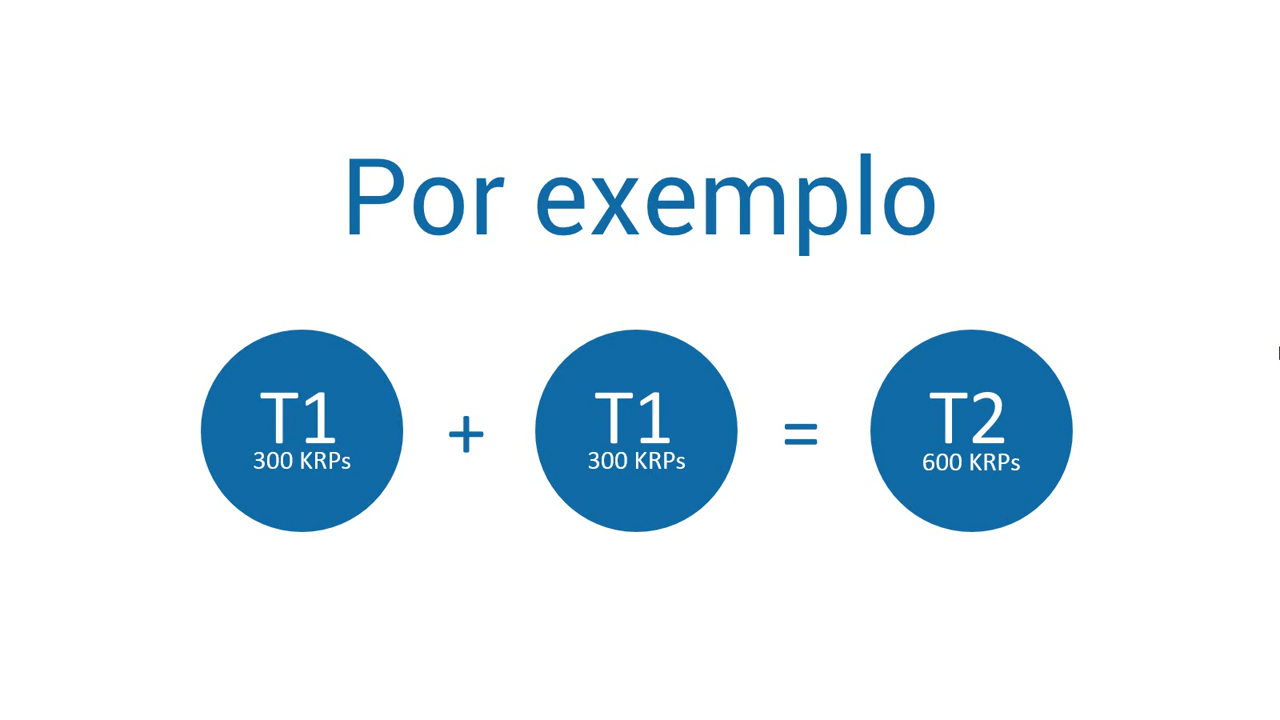 Por exemplo
T1 + T1 = T2
300 KRPs 300 KRPs 600 KRPs